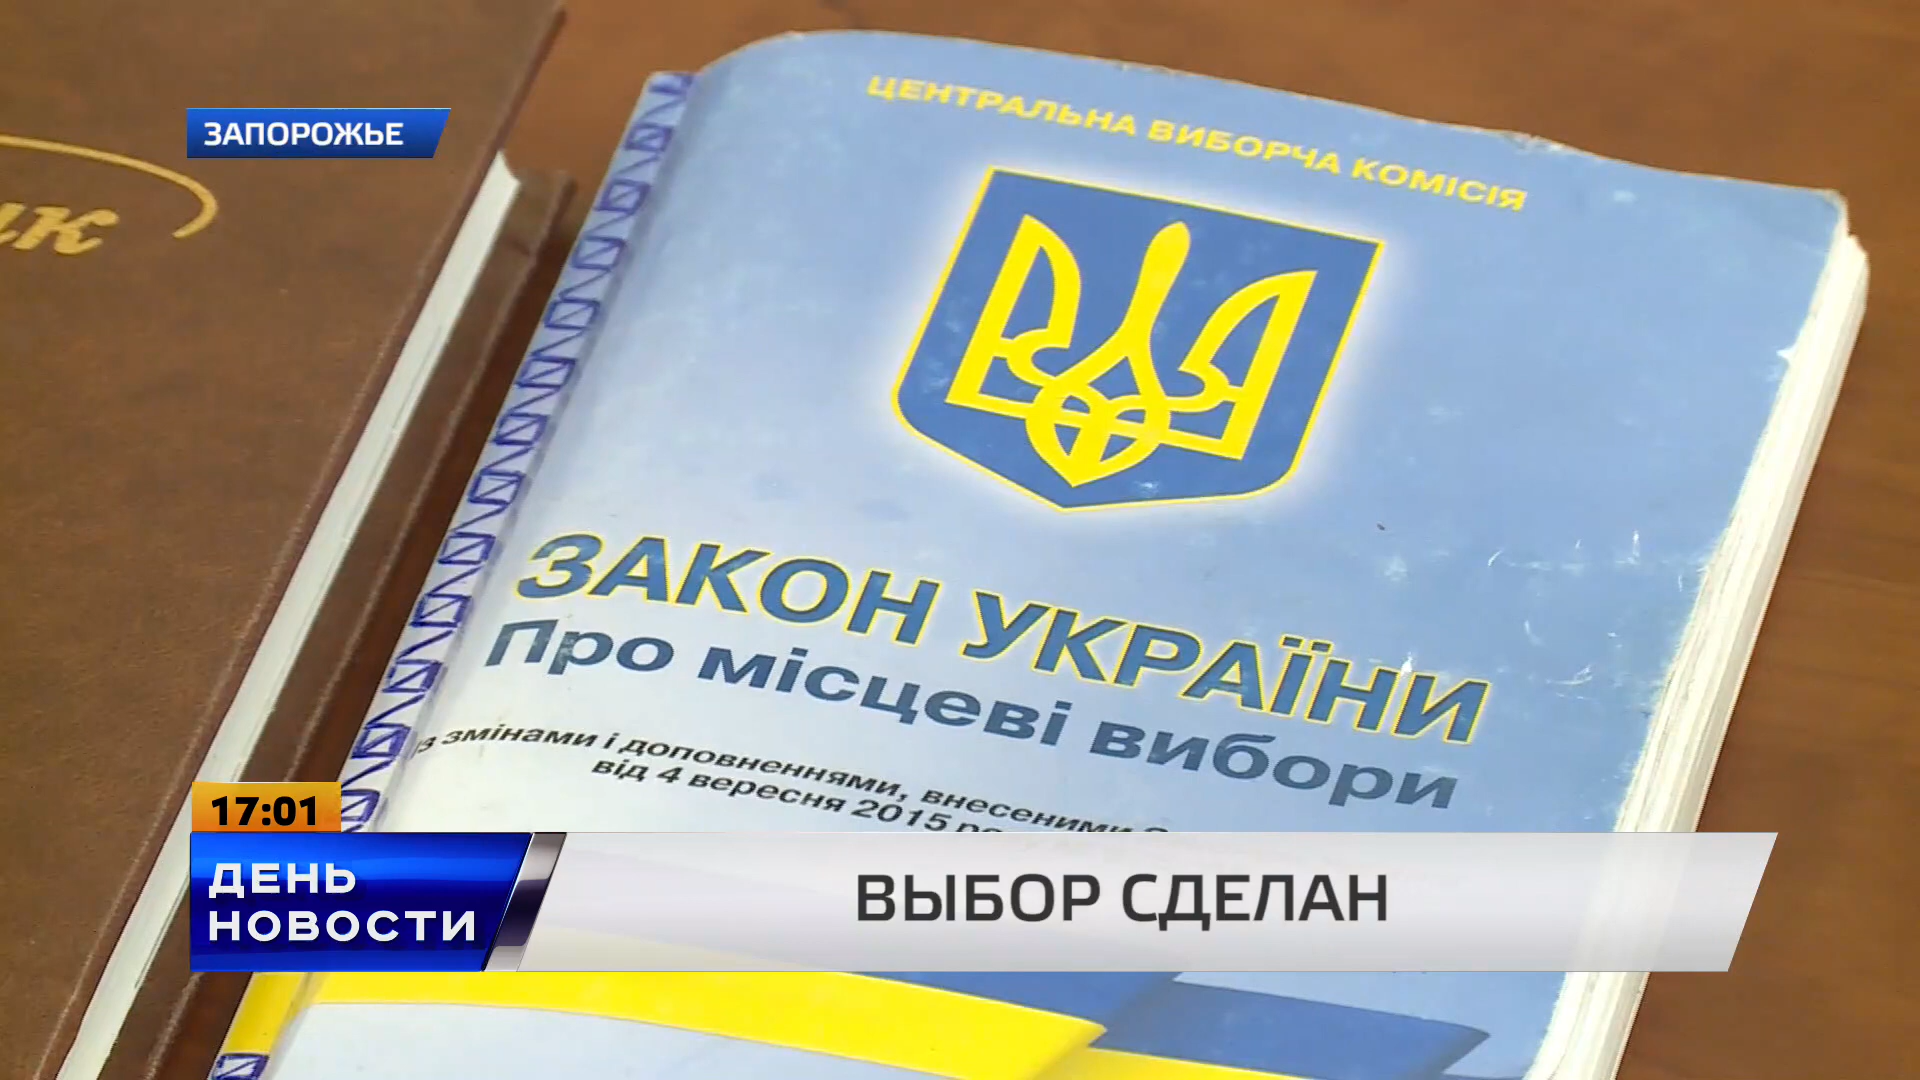 ЗАПОРОЖЬЕ
ЦЕНТРАЛЬНА ВИБОРЧА КОМІСІЯ
ЗАКОН УКРАЇНИ
Про місцеві вибори
із змінами і доповненнями, внесеними
від 4 вересня 2015
17:01
ДЕНЬ
НОВОСТИ
ВЫБОР СДЕЛАН